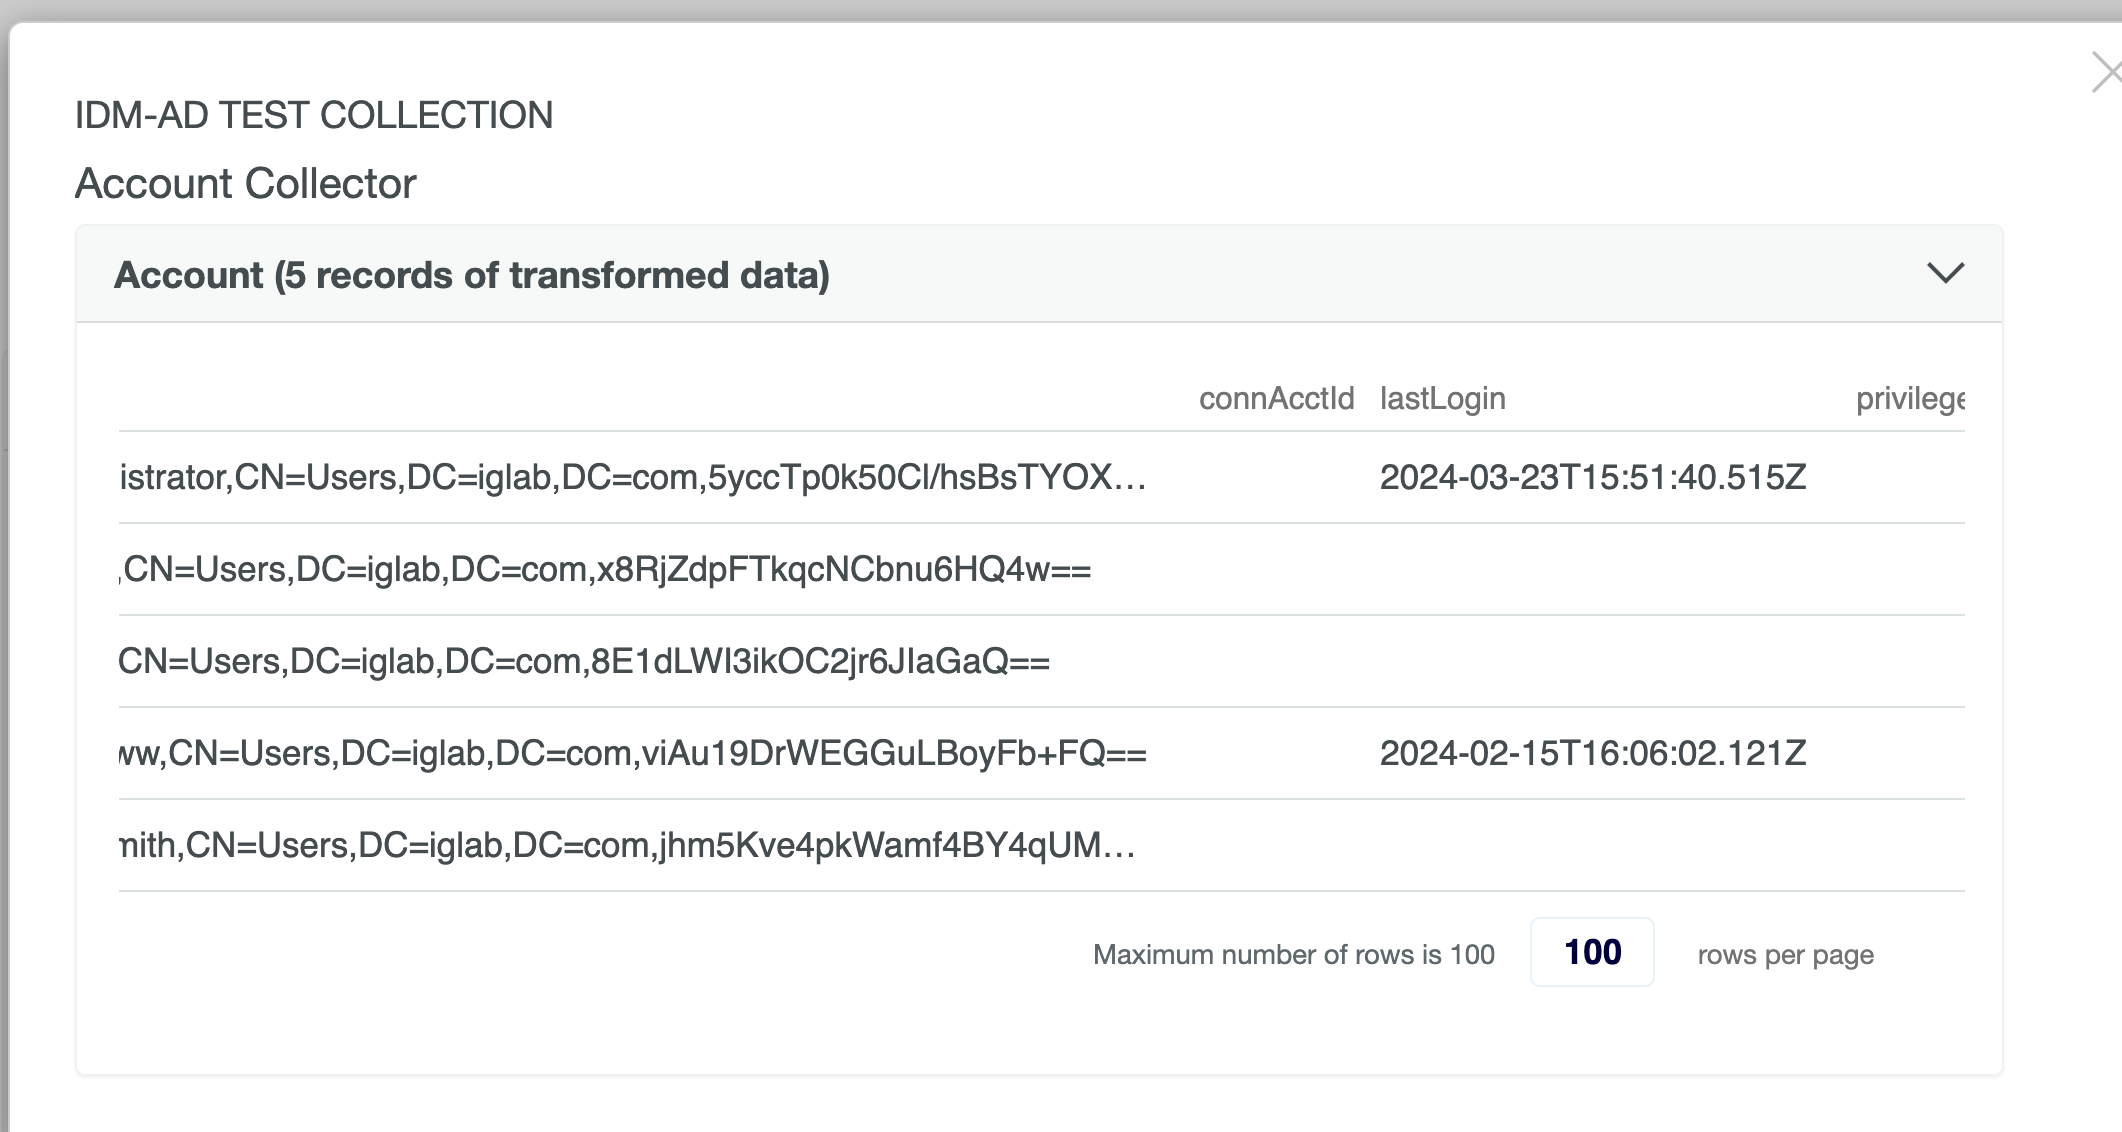 IDM-AD TEST COLLECTION
Account Collector
Account (5 records of transformed data)
connAcctId lastLogin privilege
istrator,CN=Users,DC=iglab,DC=com,5yccTp0k50Cl/hsBsTYOX... 2024-03-23T15:51:40.515Z
,CN=Users,DC=iglab,DC=com,x8RjZdpFTkqcNCbnu6HQ4w==
CN=Users,DC=iglab,DC=com,8E1dLWI3ikOC2jr6JIaGaQ==
ww,CN=Users,DC=iglab,DC=com,viAu19DrWEGGuLBoyFb+FQ== 2024-02-15T16:06:02.121Z
mith,CN=Users,DC=iglab,DC=com,jhm5Kve4pkWamf4BY4qUM...
Maximum number of rows is 100 100 rows per page